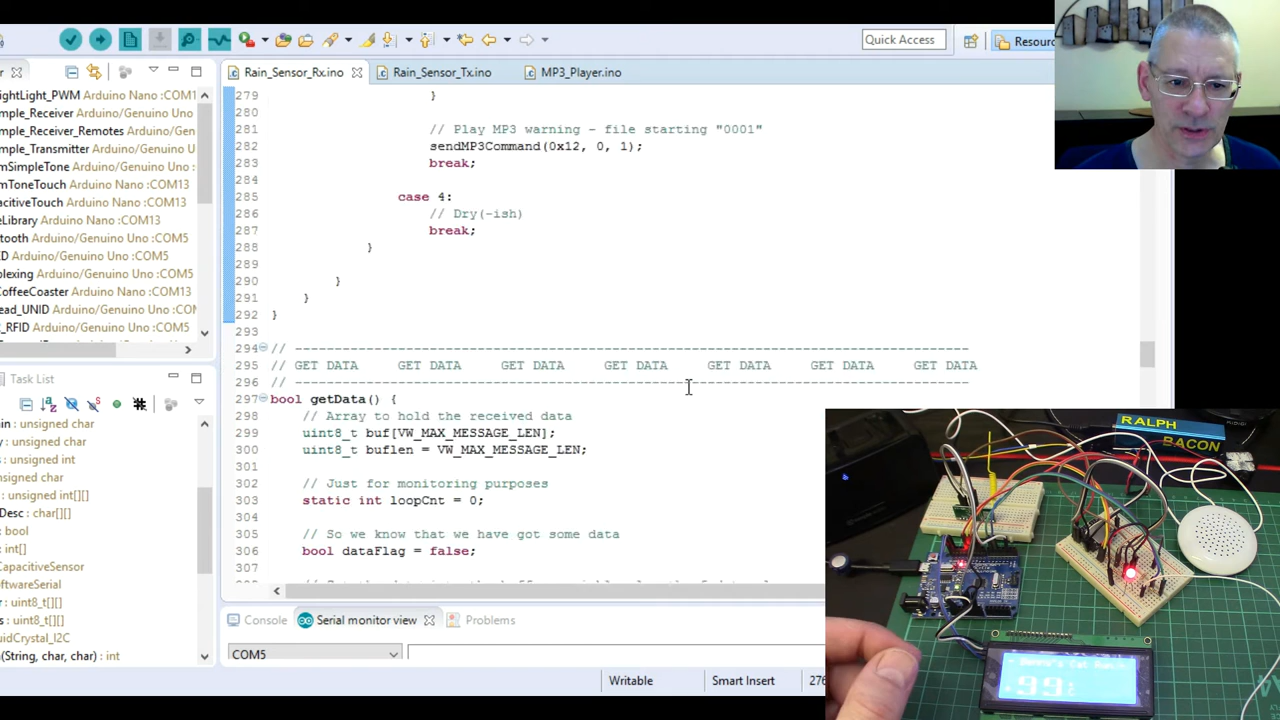 Quick Access
Resour
Rain_Sensor_Rx.ino
Rain_Sensor_Tx.ino
MP3_Player.ino
ightLight_PWM Arduino Nano :COM1
mple_Receiver Arduino/Genuino Uno
mple_Receiver_Remotes Arduino/Gen
mple_Transmitter Arduino/Genuino U
mSimpleTone Arduino Nano :COM13
mToneTouch Arduino Nano :COM13
acitiveTouch Arduino Nano :COM13
eLibrary Arduino Nano :COM13
tooth Arduino/Genuino Uno :COM5
ED Arduino/Genuino Uno :COM5
plexing Arduino/Genuino Uno :COM5
CoffeeCoaster Arduino Nano :COM13
ead_UNID Arduino/Genuino Uno :COM
_RFID Arduino/Genuino Uno :COM5
279 }
280
281 // Play MP3 warning - file starting "0001"
282 sendMP3Command(0x12, 0, 1);
283 break;
284
285 case 4:
286 // Dry(-ish)
287 break;
288 }
289
290 }
291 }
292 }
293
294 // ------------------------------------------------------------------------------------
295 // GET DATA GET DATA GET DATA GET DATA GET DATA GET DATA GET DATA
296 // ------------------------------------------------------------------------------------
297 bool getData() {
298 // Array to hold the received data
299 uint8_t buf[VW_MAX_MESSAGE_LEN];
300 uint8_t buflen = VW_MAX_MESSAGE_LEN;
301
302 // Just for monitoring purposes
303 static int loopCnt = 0;
304
305 // So we know that we have got some data
306 bool dataFlag = false;
307
Task List
in : unsigned char
y : unsigned char
s : unsigned int
: unsigned char
: unsigned int[][]
Desc : char[][]
: bool
: int[]
CapacitiveSensor
oftwareSerial
r : uint8_t[][]
s : uint8_t[][]
uidCrystal_I2C
(String, char, char) : int
Console
Serial monitor view
Problems
COM5
Writable
Smart Insert
276
RALPH
BACON
99